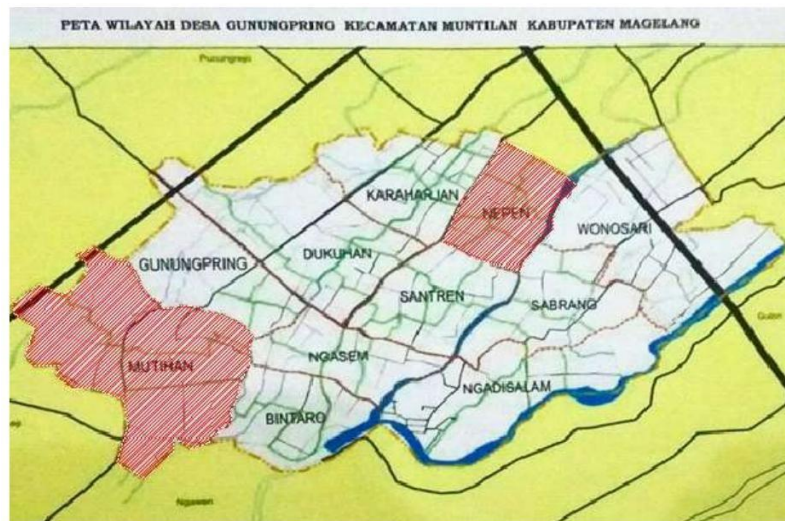 PETA WILAYAH DESA GUNUNGPRING KECAMATAN MUNTILAN KABUPATEN MAGELANG
KARAHARJAN
NEPEN
WONOSARI
DUKUHAN
GUNUNGPRING
SANTREN
SABRANG
NGASEM
MUTIHAN
NGADISALAM
BINTARO
Ngawen